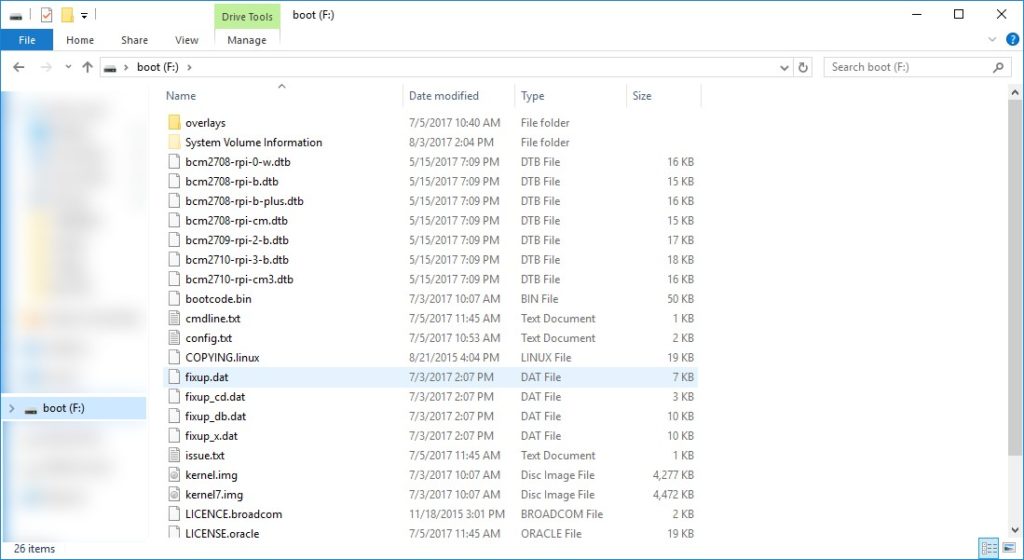 Drive Tools boot (F:)
File Home Share View Manage
boot (F:) Search boot (F:)
Name Date modified Type Size
overlays 7/5/2017 10:40 AM File folder
System Volume Information 8/3/2017 2:04 PM File folder
bcm2708-rpi-0-w.dtb 5/15/2017 7:09 PM DTB File 16 KB
bcm2708-rpi-b.dtb 5/15/2017 7:09 PM DTB File 15 KB
bcm2708-rpi-b-plus.dtb 5/15/2017 7:09 PM DTB File 16 KB
bcm2708-rpi-cm.dtb 5/15/2017 7:09 PM DTB File 15 KB
bcm2709-rpi-2-b.dtb 5/15/2017 7:09 PM DTB File 17 KB
bcm2710-rpi-3-b.dtb 5/15/2017 7:09 PM DTB File 18 KB
bcm2710-rpi-cm3.dtb 5/15/2017 7:09 PM DTB File 16 KB
bootcode.bin 7/3/2017 10:07 AM BIN File 50 KB
cmdline.txt 7/5/2017 11:45 AM Text Document 1 KB
config.txt 7/5/2017 10:53 AM Text Document 2 KB
COPYING.linux 8/21/2015 4:04 PM LINUX File 19 KB
fixup.dat 7/3/2017 2:07 PM DAT File 7 KB
fixup_cd.dat 7/3/2017 2:07 PM DAT File 3 KB
boot (F:)
fixup_db.dat 7/3/2017 2:07 PM DAT File 10 KB
fixup_x.dat 7/3/2017 2:07 PM DAT File 10 KB
issue.txt 7/5/2017 11:45 AM Text Document 1 KB
kernel.img 7/3/2017 10:07 AM Disc Image File 4,277 KB
kernel7.img 7/3/2017 10:07 AM Disc Image File 4,472 KB
LICENCE.broadcom 11/18/2015 3:01 PM BROADCOM File 2 KB
LICENSE.oracle 7/5/2017 11:45 AM ORACLE File 19 KB
26 items